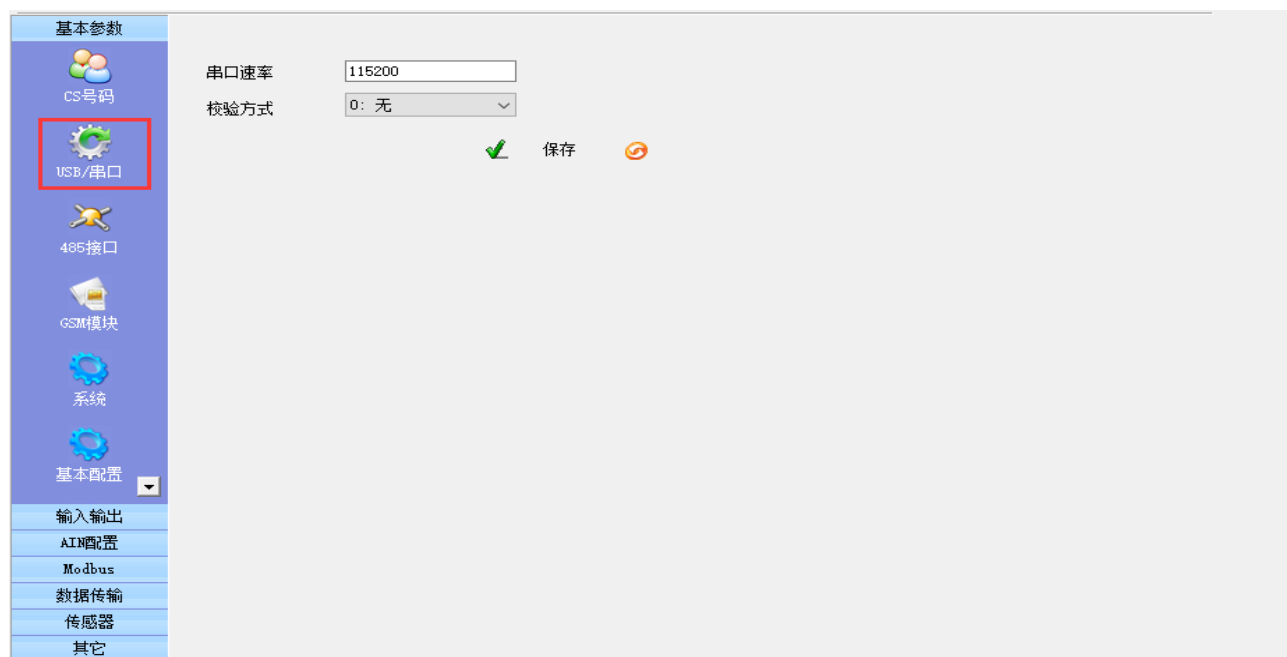 基本参数
CS号码
USB/串口
485接口
GSM模块
系统
基本配置
输入输出
AIN配置
Modbus
数据传输
传感器
其它
串口速率 115200
校验方式 0: 无
保存